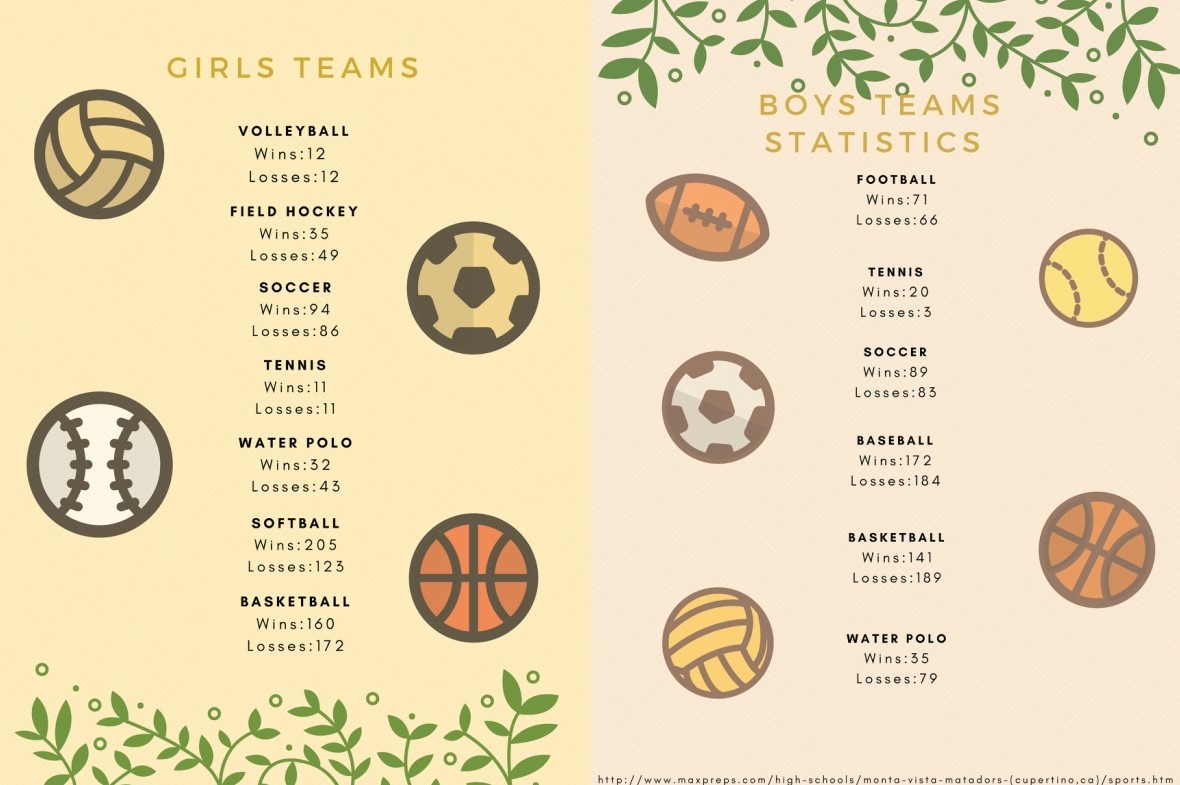 GIRLS TEAMS
VOLLEYBALL
Wins:12
Losses:12
FIELD HOCKEY
Wins:35
Losses:49
SOCCER
Wins:94
Losses:86
TENNIS
Wins:11
Losses:11
WATER POLO
Wins:32
Losses:43
SOFTBALL
Wins:205
Losses:123
BASKETBALL
Wins:160
Losses:172
BOYS TEAMS
STATISTICS
FOOTBALL
Wins:71
Losses:66
TENNIS
Wins:20
Losses:3
SOCCER
Wins:89
Losses:83
BASEBALL
Wins:172
Losses:184
BASKETBALL
Wins:141
Losses:189
WATER POLO
Wins:35
Losses:79
http://www.maxpreps.com/high-schools/monta-vista-matadors-(cupertino,ca)/sports.htm